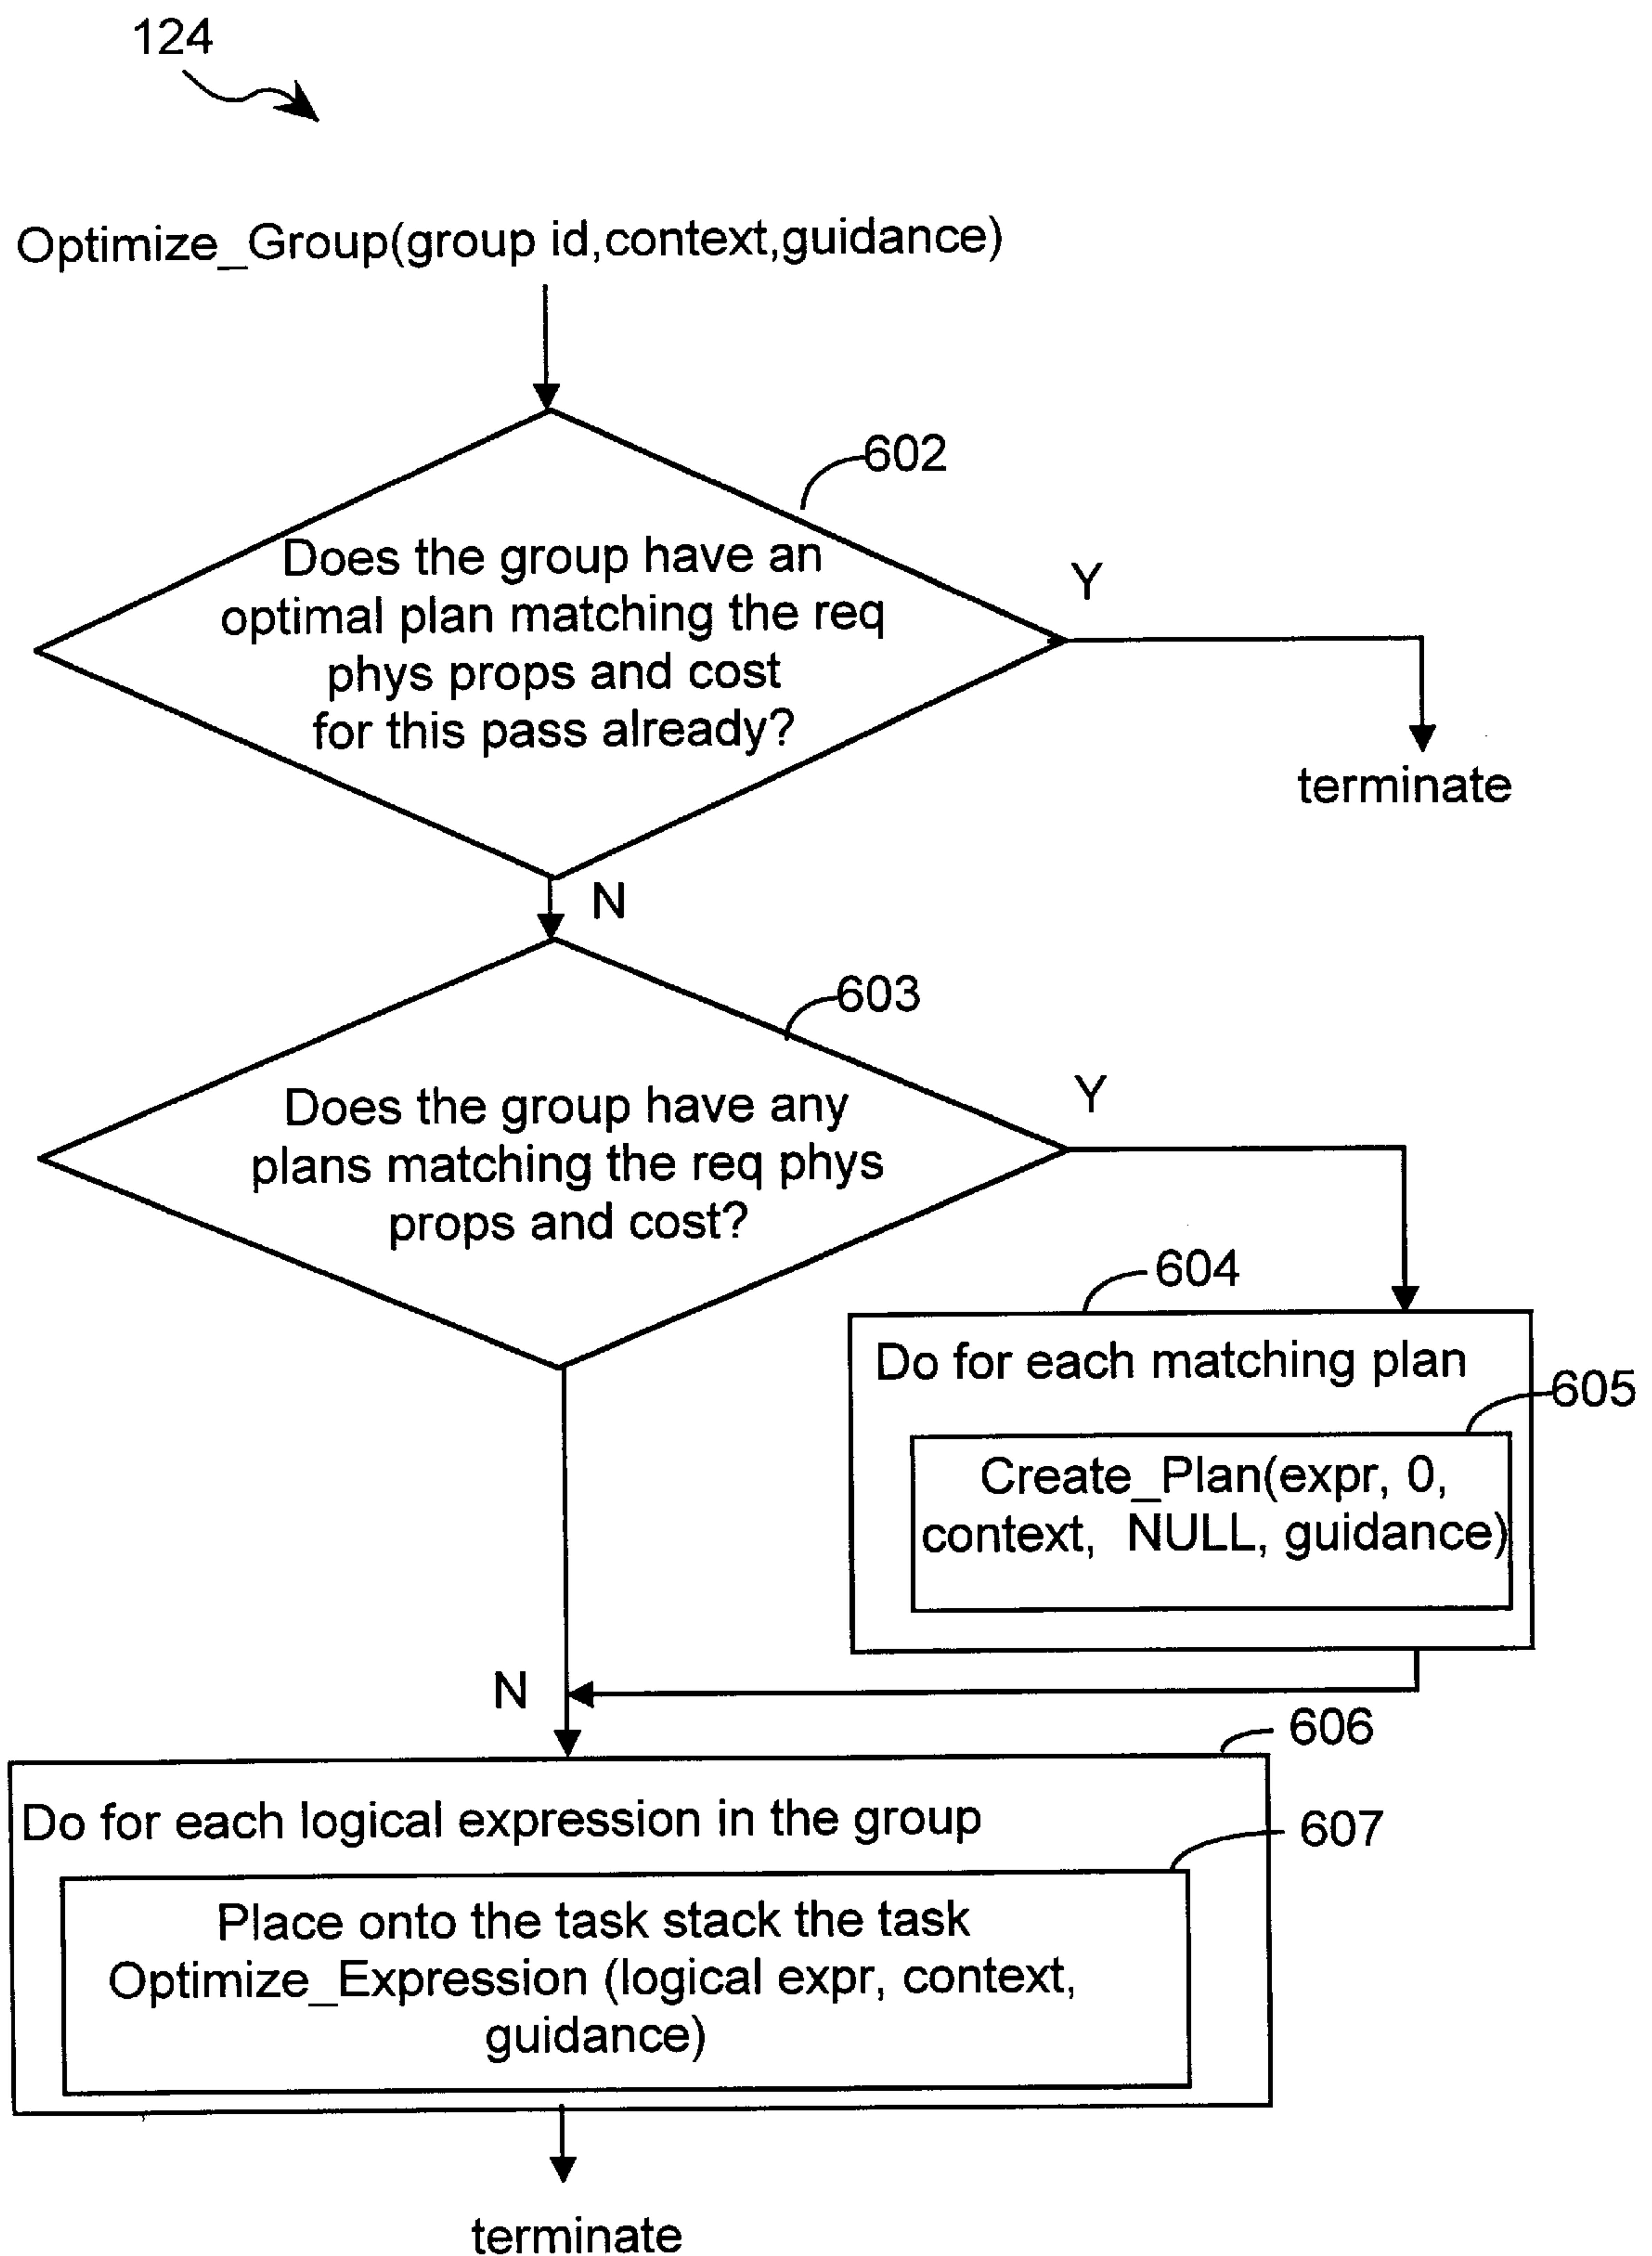 124
Optimize_Group(group id,context,guidance)
602
Does the group have an
optimal plan matching the req
phys props and cost
for this pass already?
Y
terminate
N
603
Does the group have any
plans matching the req phys
props and cost?
Y
604
Do for each matching plan
605
Create_Plan(expr, 0,
context, NULL, guidance)
N
606
Do for each logical expression in the group
607
Place onto the task stack the task
Optimize_Expression (logical expr, context,
guidance)
terminate